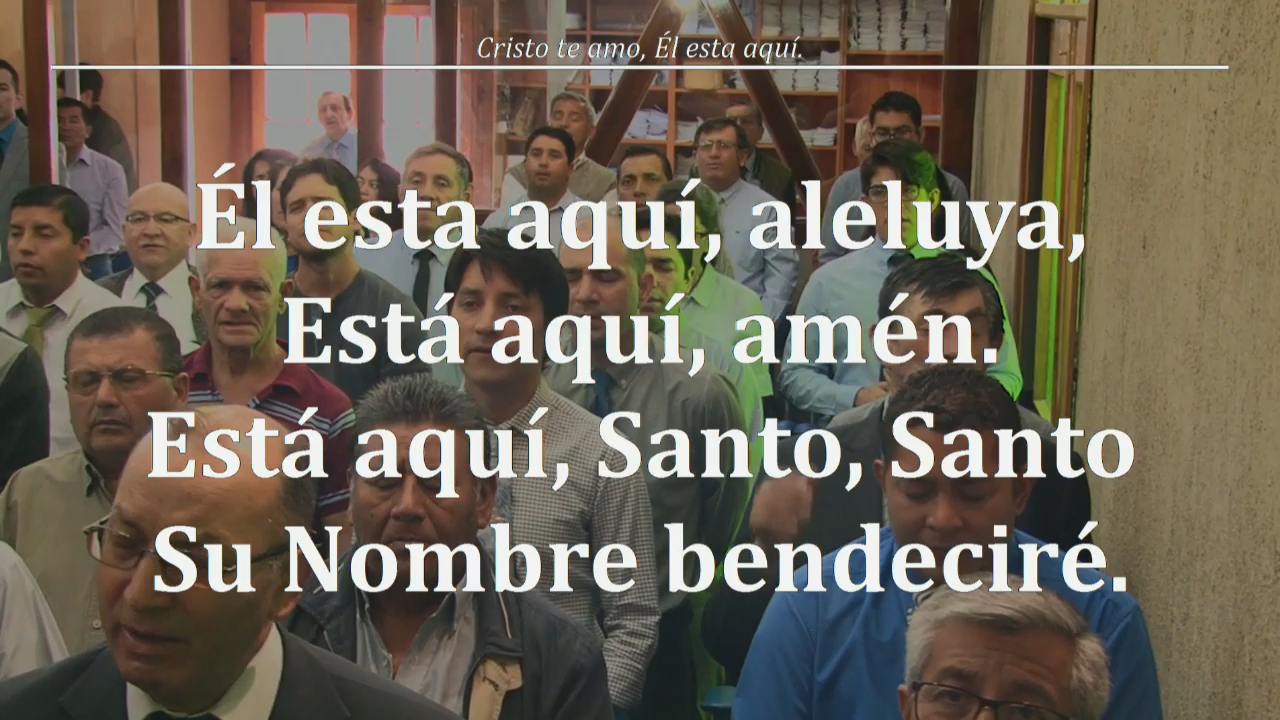 Cristo te amo, Él esta aquí.
Él esta aquí, aleluya,
Está aquí, amén.
Está aquí, Santo, Santo
Su Nombre bendeciré.